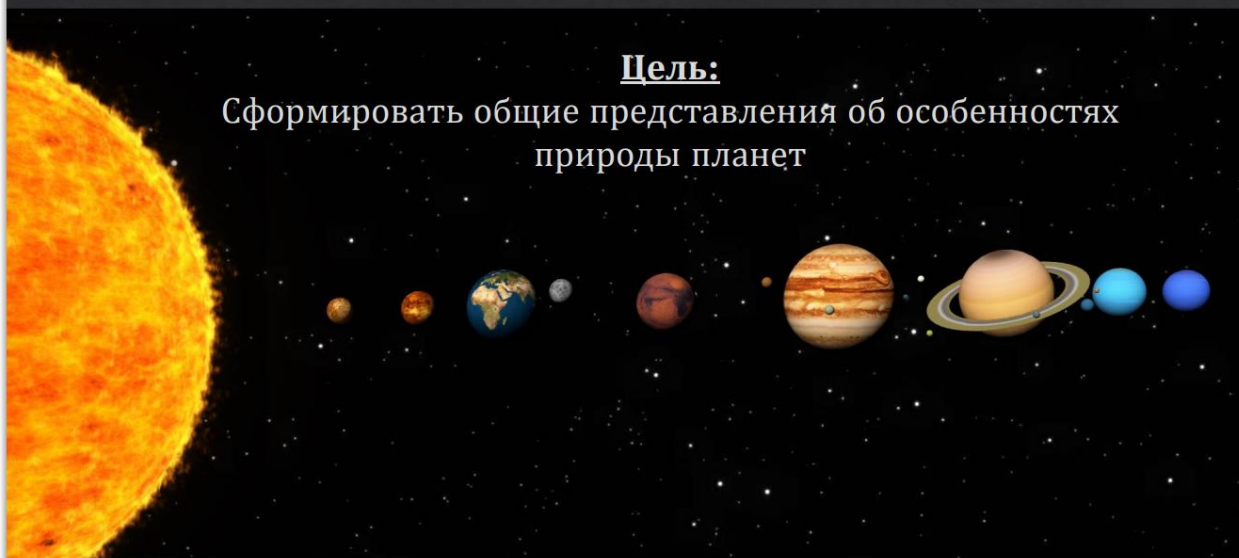 Цель:
Сформировать общие представления об особенностях
природы планет